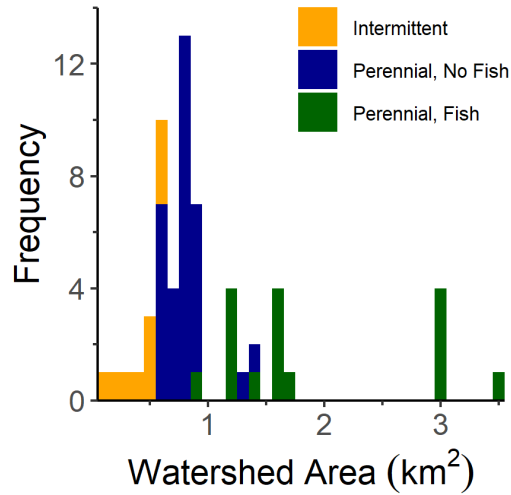 Intermittent
Perennial, No Fish
Perennial, Fish
Frequency
12
8
4
0
1
2
3
Watershed Area (km²)